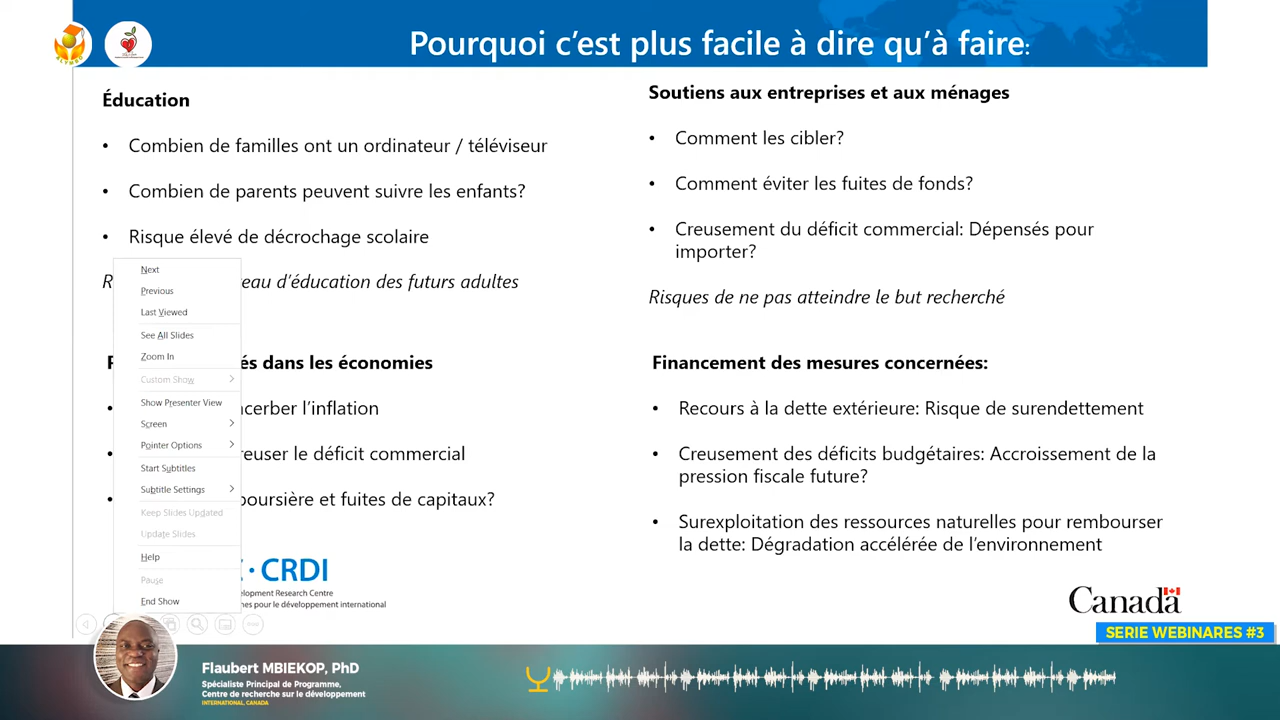 Pourquoi c'est plus facile à dire qu'à faire:
Éducation
• Combien de familles ont un ordinateur / téléviseur
• Combien de parents peuvent suivre les enfants?
• Risque élevé de décrochage scolaire
d'éducation des futurs adultes
Soutiens aux entreprises et aux ménages
• Comment les cibler?
• Comment éviter les fuites de fonds?
• Creusement du déficit commercial: Dépensés pour
importer?
Risques de ne pas atteindre le but recherché
dans les économies
l'inflation
le déficit commercial
et fuites de capitaux?
Financement des mesures concernées:
• Recours à la dette extérieure: Risque de surendettement
• Creusement des déficits budgétaires: Accroissement de la
pression fiscale future?
• Surexploitation des ressources naturelles pour rembourser
la dette: Dégradation accélérée de l'environnement
Next
Previous
Last Viewed
See All Slides
Zoom In
Custom Show
Show Presenter View
Screen
Pointer Options
Start Subtitles
Subtitle Settings
Keep Slides Updated
Update Slides
Help
Pause
End Show
· CRDI
Research Centre
pour le développement international
Canada
SERIE WEBINARES #3
Flaubert MBIEKOP, PhD
Spécialiste Principal de Programme,
Centre de recherche sur le développement
INTERNATIONAL, CANADA